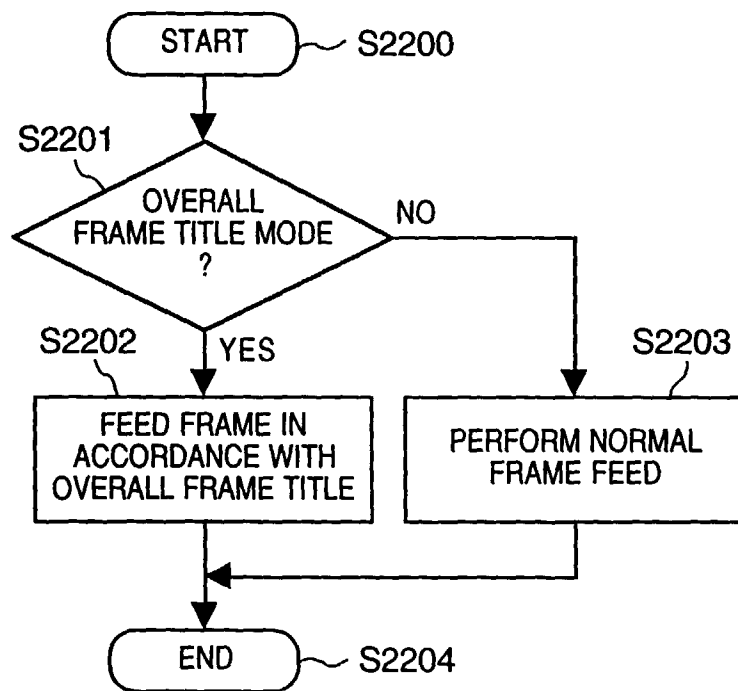 START
S2200
S2201
OVERALL
FRAME TITLE MODE
?
NO
YES
S2202
FEED FRAME IN
ACCORDANCE WITH
OVERALL FRAME TITLE
S2203
PERFORM NORMAL
FRAME FEED
END
S2204